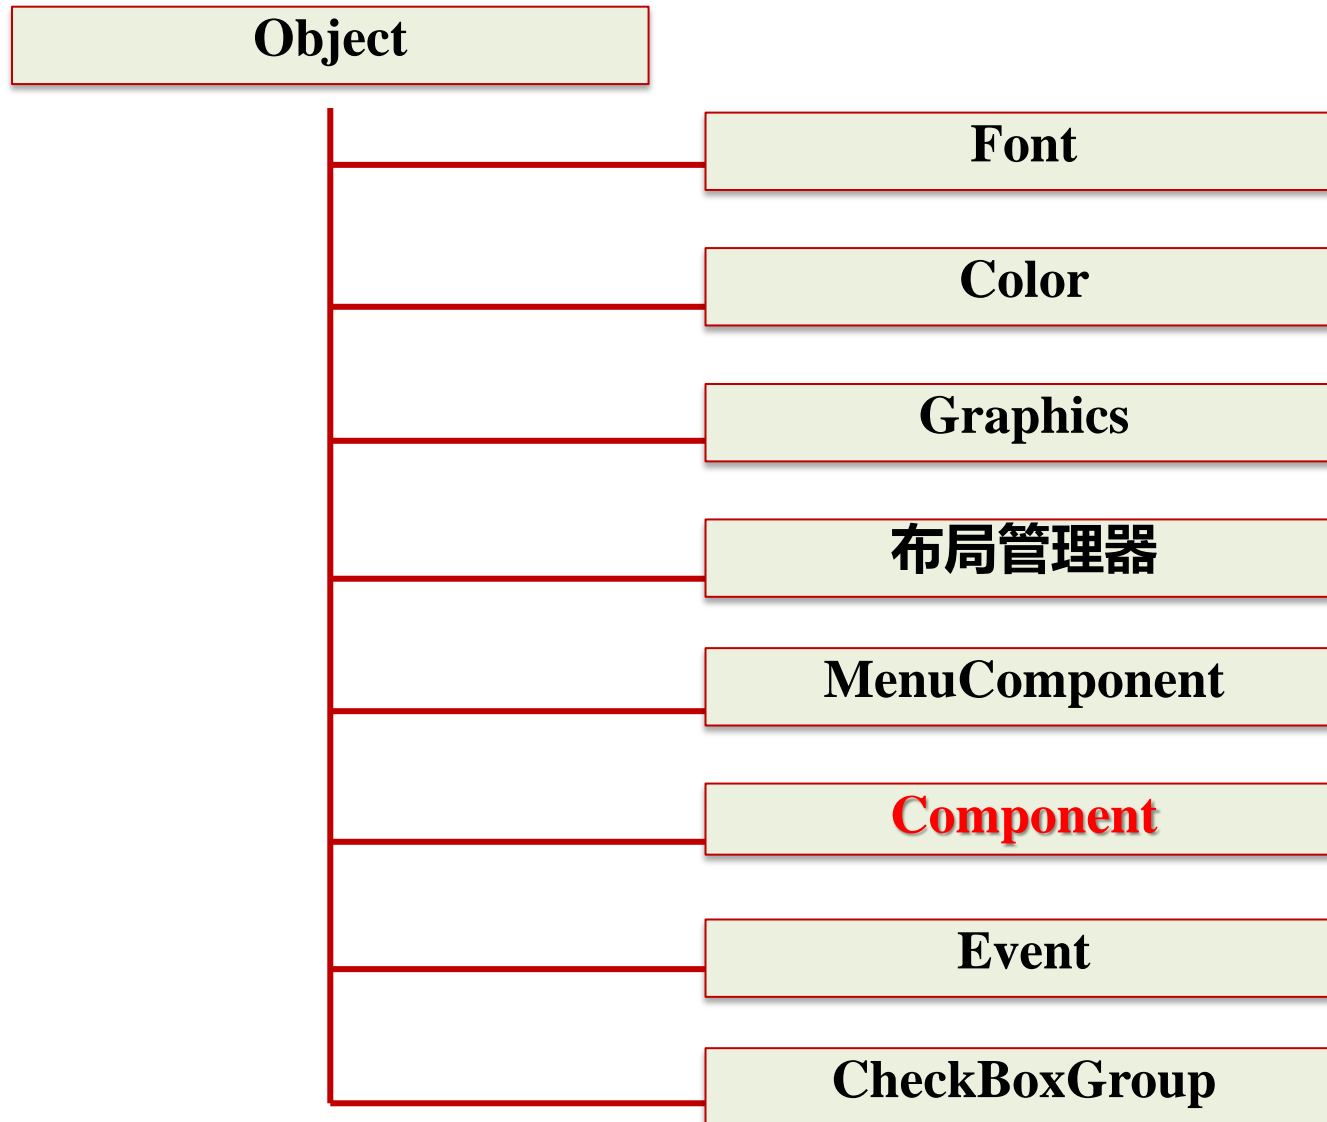 Object
Font
Color
Graphics
布局管理器
MenuComponent
Component
Event
CheckBoxGroup